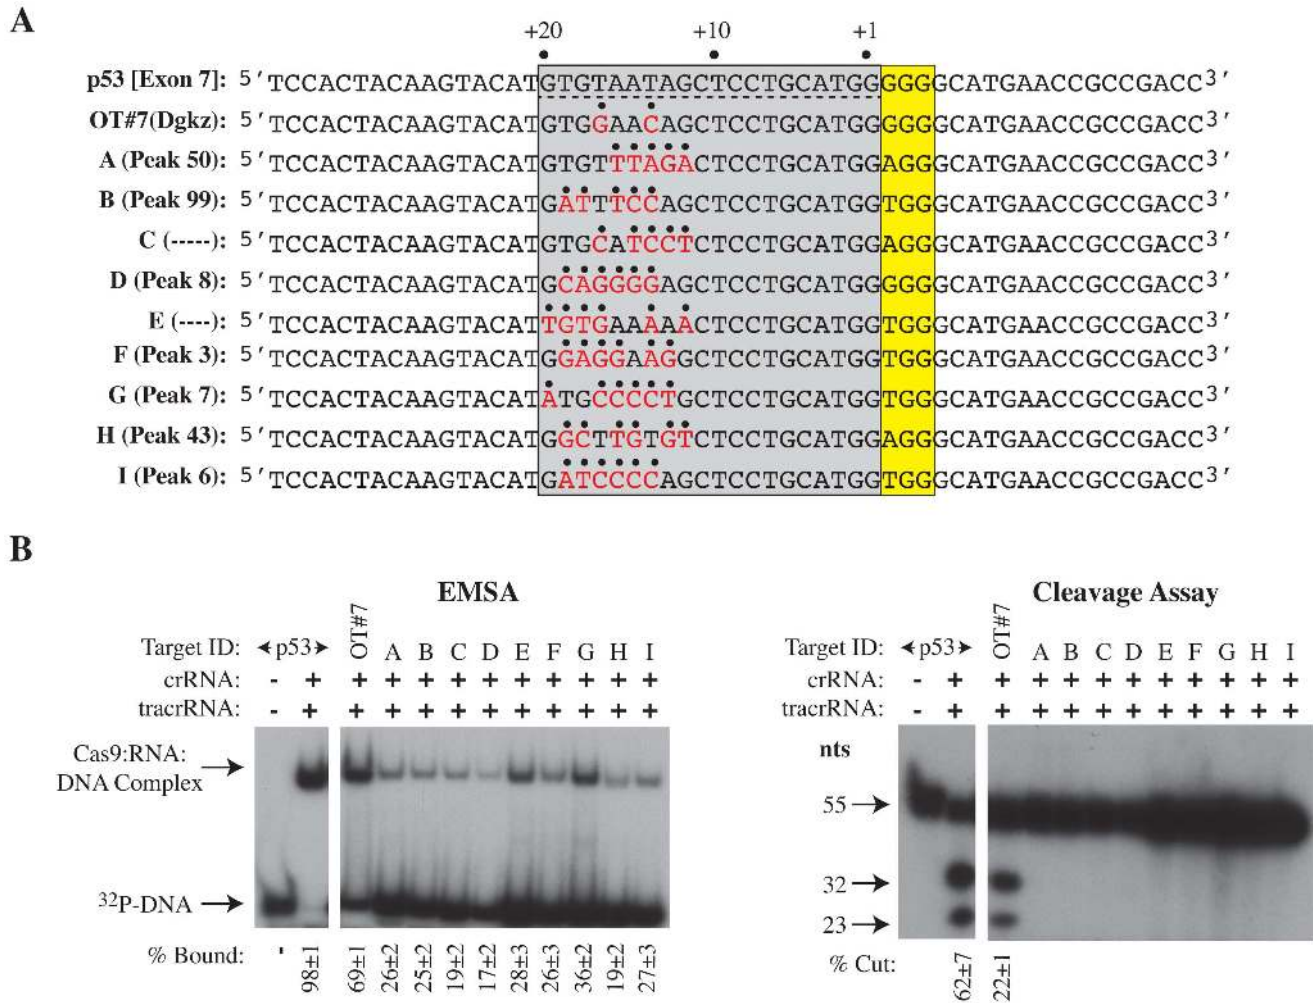 A
+20 +10 +1
p53 [Exon 7]: 5′TCCACTACAAGTACATGTGTAATAGCTCCTGCATGGGGGGCATGAACCGCCGACC3′
OT#7(Dgkz): 5′TCCACTACAAGTACATGTGGAACAGCTCCTGCATGGGGGGCATGAACCGCCGACC3′
A (Peak 50): 5′TCCACTACAAGTACATGTGTTTAGACTCCTGCATGGAGGGCATGAACCGCCGACC3′
B (Peak 99): 5′TCCACTACAAGTACATGATTTCCAGCTCCTGCATGGTGGGCATGAACCGCCGACC3′
C (-----): 5′TCCACTACAAGTACATGTGCATCCTCTCCTGCATGGAGGGCATGAACCGCCGACC3′
D (Peak 8): 5′TCCACTACAAGTACATGCAGGGGAGCTCCTGCATGGGGGGCATGAACCGCCGACC3′
E (----): 5′TCCACTACAAGTACATTGTGAAAAACTCCTGCATGGTGGGCATGAACCGCCGACC3′
F (Peak 3): 5′TCCACTACAAGTACATGGAGGAAGGCTCCTGCATGGTGGGCATGAACCGCCGACC3′
G (Peak 7): 5′TCCACTACAAGTACATATGCCCCTGCTCCTGCATGGTGGGCATGAACCGCCGACC3′
H (Peak 43): 5′TCCACTACAAGTACATGGCTTGTGTCTCCTGCATGGAGGGCATGAACCGCCGACC3′
I (Peak 6): 5′TCCACTACAAGTACATGATCCCCAGCTCCTGCATGGTGGGCATGAACCGCCGACC3′
B
EMSA
Target ID: p53 OT#7 A B C D E F G H I
crRNA: - + + + + + + + + + + +
tracrRNA: - + + + + + + + + + + +
Cas9:RNA:
DNA Complex
32P-DNA
% Bound: - 98±1 69±1 26±2 25±2 19±2 17±2 28±3 26±3 36±2 19±2 27±3
Cleavage Assay
Target ID: p53 OT#7 A B C D E F G H I
crRNA: - + + + + + + + + + + +
tracrRNA: - + + + + + + + + + + +
nts
55
32
23
% Cut: 62±7 22±1